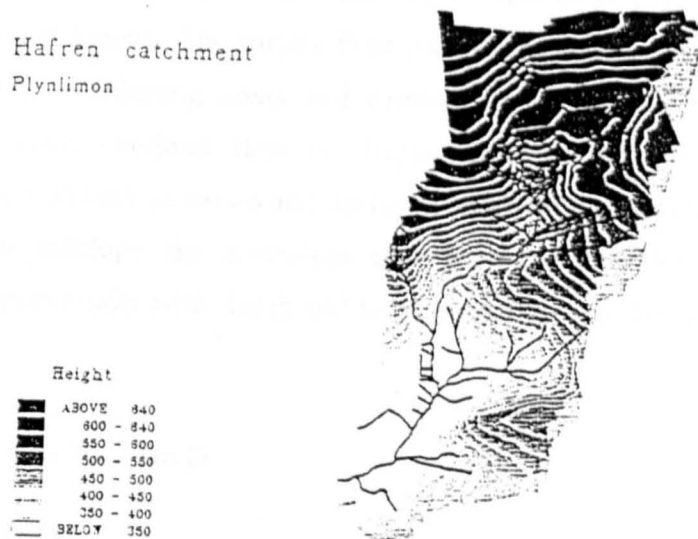 Hafren catchment
Plynlimon
Height
ABOVE 640
600 - 640
550 - 600
500 - 550
450 - 500
400 - 450
350 - 400
BELOW 350